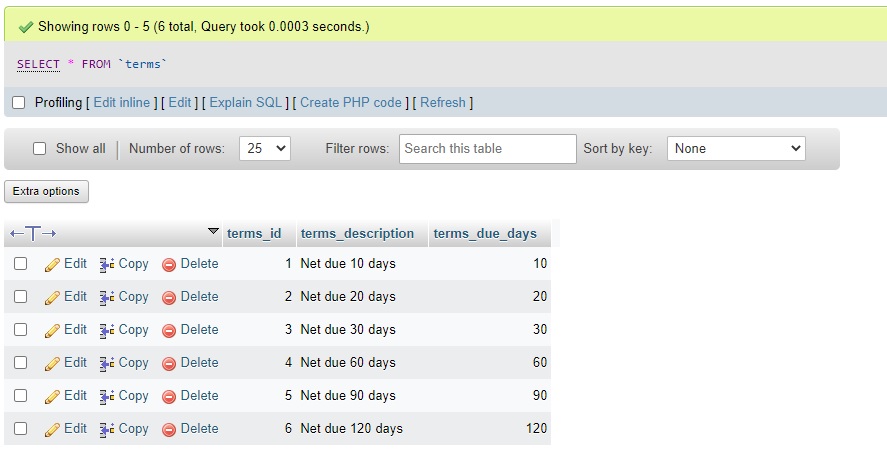 Showing rows 0 - 5 (6 total, Query took 0.0003 seconds.)
SELECT * FROM `terms`
Profiling [ Edit inline ] [ Edit ] [ Explain SQL ] [ Create PHP code ] [ Refresh ]
Show all Number of rows: 25 Filter rows: Search this table Sort by key: None
Extra options
←T→ terms_id terms_description terms_due_days
Edit Copy Delete 1 Net due 10 days 10
Edit Copy Delete 2 Net due 20 days 20
Edit Copy Delete 3 Net due 30 days 30
Edit Copy Delete 4 Net due 60 days 60
Edit Copy Delete 5 Net due 90 days 90
Edit Copy Delete 6 Net due 120 days 120